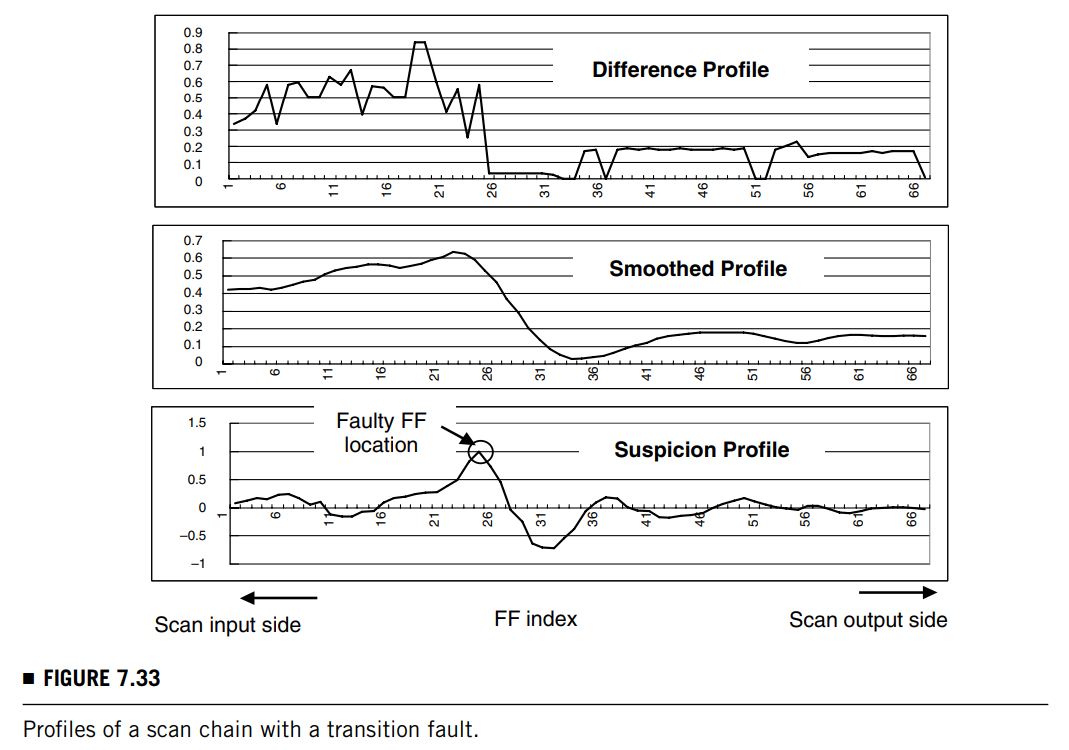 0.9
0.8
0.7
0.6
0.5
0.4
0.3
0.2
0.1
0
Difference Profile
1 6 11 16 21 26 31 36 41 46 51 56 61 66
0.7
0.6
0.5
0.4
0.3
0.2
0.1
0
Smoothed Profile
1 6 11 16 21 26 31 36 41 46 51 56 61 66
1.5
1
0.5
0
−0.5
−1
Faulty FF
location
Suspicion Profile
1 6 11 16 21 26 31 36 41 46 51 56 61 66
Scan input side
FF index
Scan output side
■ FIGURE 7.33
Profiles of a scan chain with a transition fault.